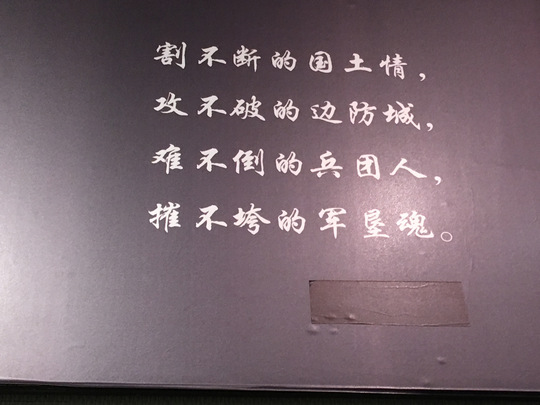 割不断的国土情，
攻不破的边防城，
难不倒的兵团人，
摧不垮的军垦魂。